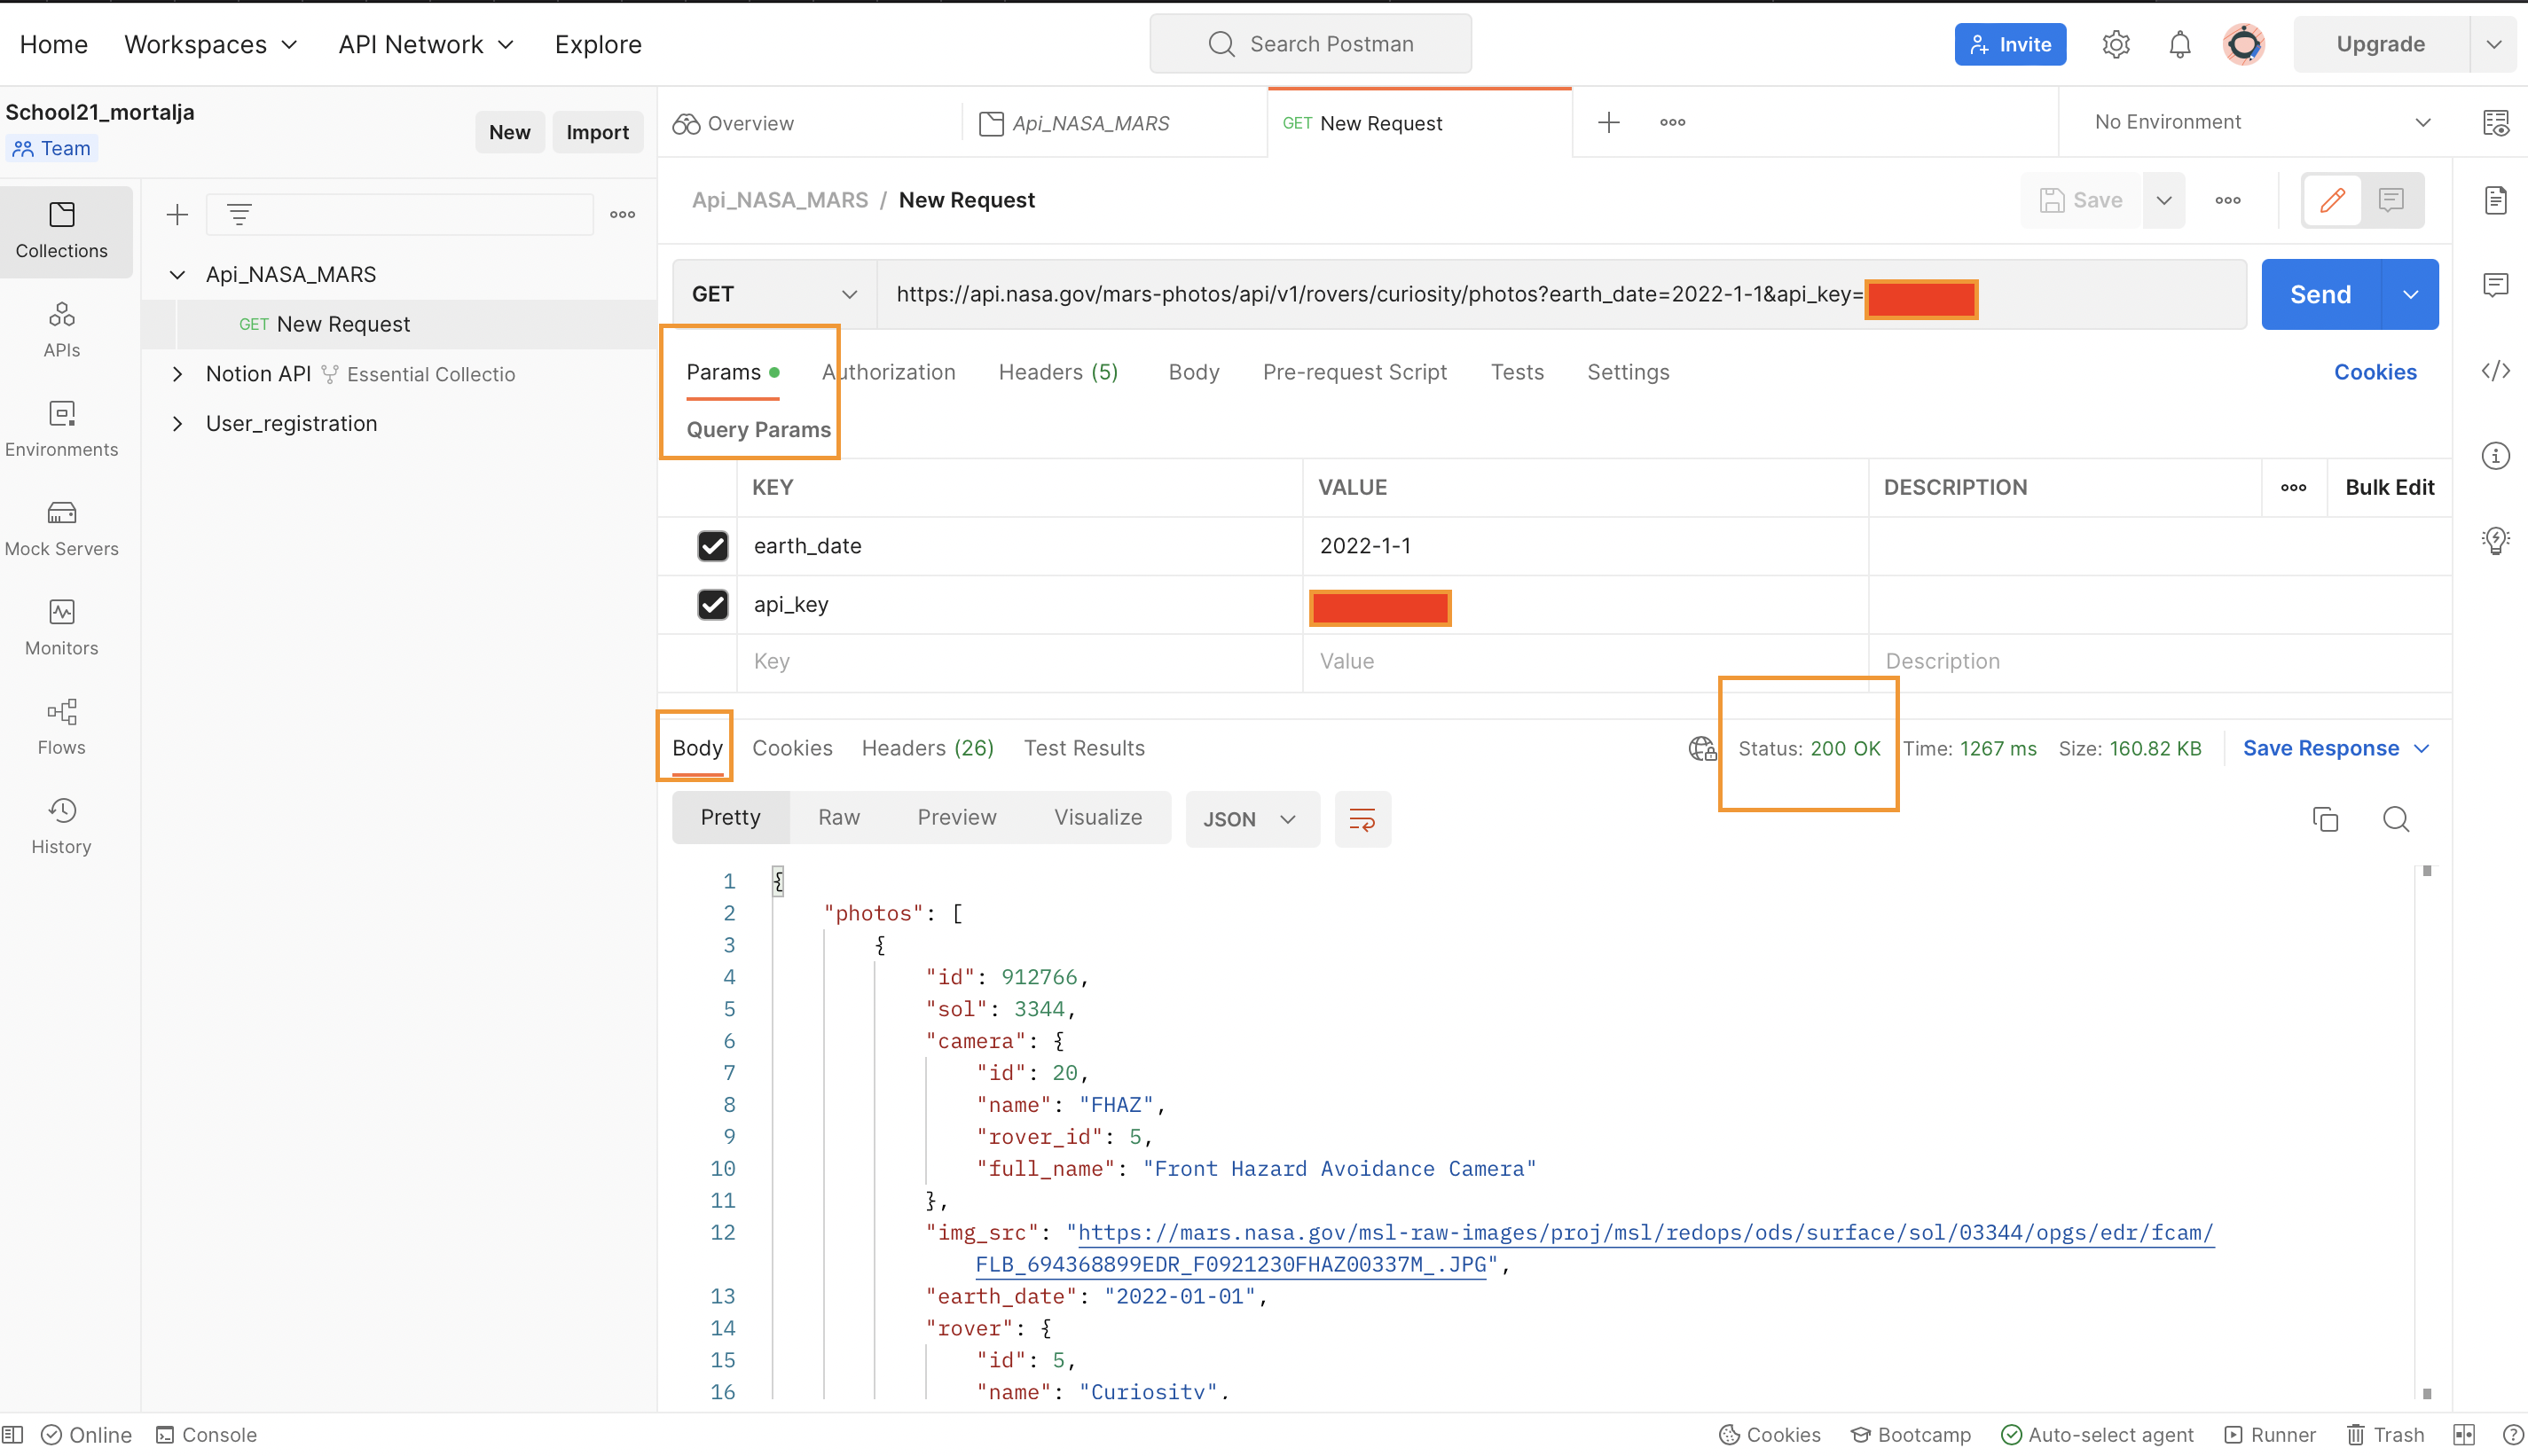 Home Workspaces API Network Explore Search Postman Invite Upgrade
School21_mortalja
Team
New Import
Overview Api_NASA_MARS GET New Request No Environment
Api_NASA_MARS / New Request Save
Collections
APIs
Environments
Mock Servers
Monitors
Flows
History
Api_NASA_MARS
GET New Request
Notion API Essential Collectio
User_registration
GET https://api.nasa.gov/mars-photos/api/v1/rovers/curiosity/photos?earth_date=2022-1-1&api_key= Send
Params Authorization Headers (5) Body Pre-request Script Tests Settings Cookies
Query Params
KEY VALUE DESCRIPTION Bulk Edit
earth_date 2022-1-1
api_key
Key Value Description
Body Cookies Headers (26) Test Results Status: 200 OK Time: 1267 ms Size: 160.82 KB Save Response
Pretty Raw Preview Visualize JSON
1 {
2 "photos": [
3 {
4 "id": 912766,
5 "sol": 3344,
6 "camera": {
7 "id": 20,
8 "name": "FHAZ",
9 "rover_id": 5,
10 "full_name": "Front Hazard Avoidance Camera"
11 },
12 "img_src": "https://mars.nasa.gov/msl-raw-images/proj/msl/redops/ods/surface/sol/03344/opgs/edr/fcam/
FLB_694368899EDR_F0921230FHAZ00337M_.JPG",
13 "earth_date": "2022-01-01",
14 "rover": {
15 "id": 5,
16 "name": "Curiosity",
Online Console Cookies Bootcamp Auto-select agent Runner Trash